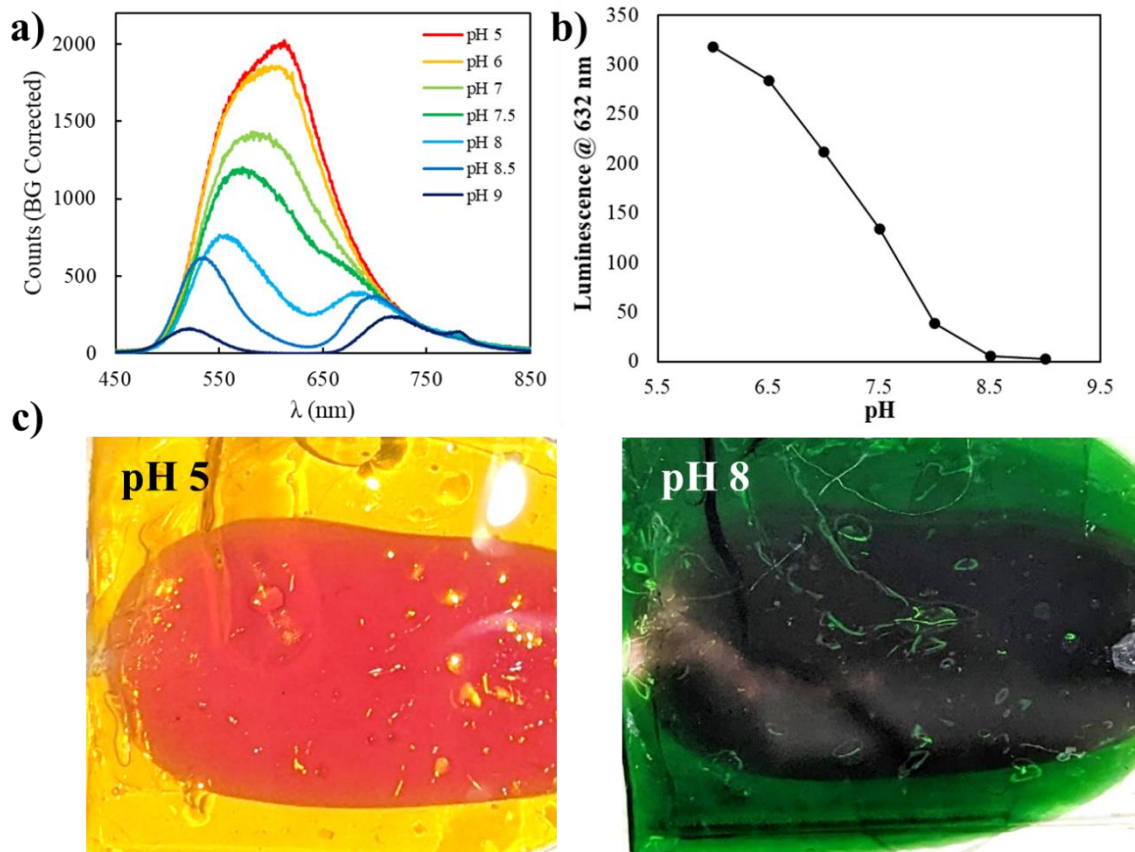 a)
2000
1500
1000
500
0
450
550
650
750
850
Counts (BG Corrected)
λ (nm)
pH 5
pH 6
pH 7
pH 7.5
pH 8
pH 8.5
pH 9
b)
350
300
250
200
150
100
50
0
5.5
6.5
7.5
8.5
9.5
Luminescence @ 632 nm
pH
c)
pH 5
pH 8